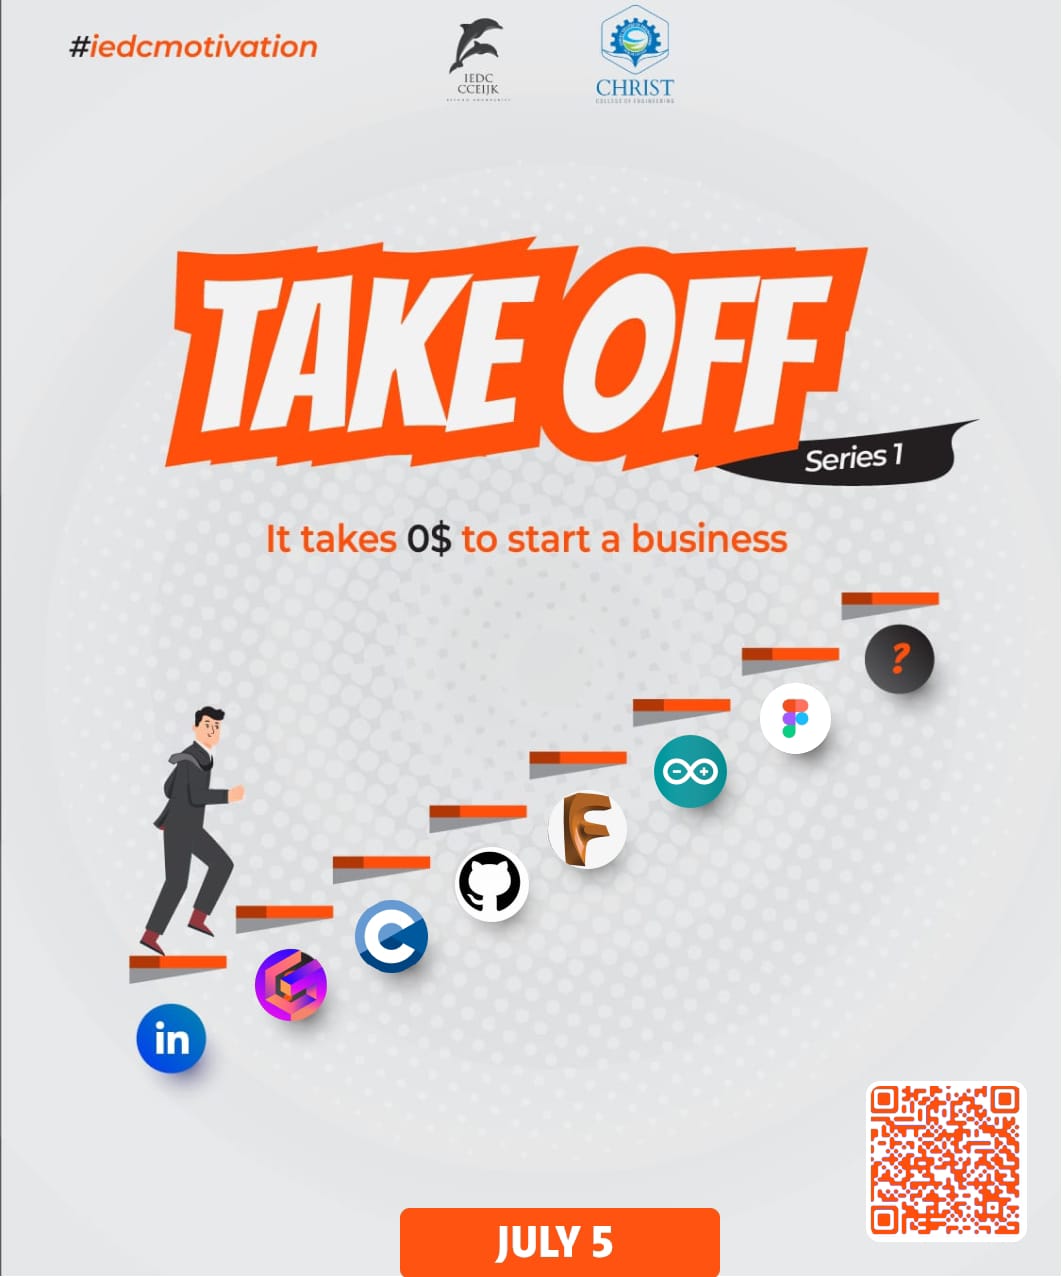 #iedcmotivation
IEDC
CCEIJK
CHRIST
COLLEGE OF ENGINEERING
TAKE OFF
Series 1
It takes 0$ to start a business
?
in
JULY 5